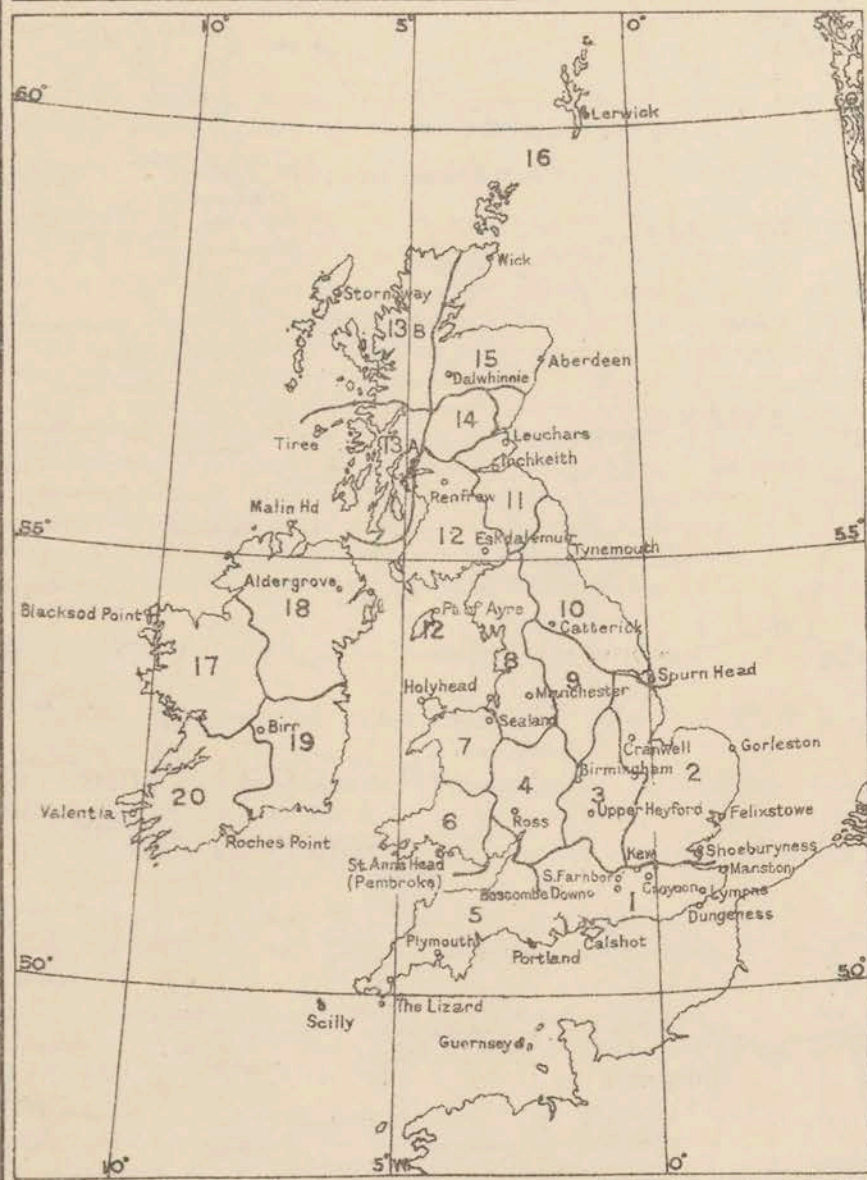 10° 5° 0°
60°
Lerwick
16
Wick
Stornoway
13 B
15
Dalwhinnie
Aberdeen
14
Tiree
13 A
Leuchars
Inchkeith
Renfrew
11
Malin Hd
12
Eskdalemuir
55° 55°
Tynemouth
Aldergrove
18
Blacksod Point
Pt. of Ayre
12
10
Catterick
17
8
9
Spurn Head
Holyhead
Manchester
Birr
19
Sealand
7
Cranwell
Gorleston
Birmingham
2
4
3
20
Valentia
Ross
Upper Heyford
Felixstowe
6
Roches Point
Shoeburyness
St. Anns Head
(Pembroke)
Kew
Manston
S. Farnboro
Croydon
Boscombe Down
Lympne
1
Dungeness
5
Plymouth
Calshot
Portland
50° 50°
The Lizard
Scilly
Guernsey
10° 5°W 0°